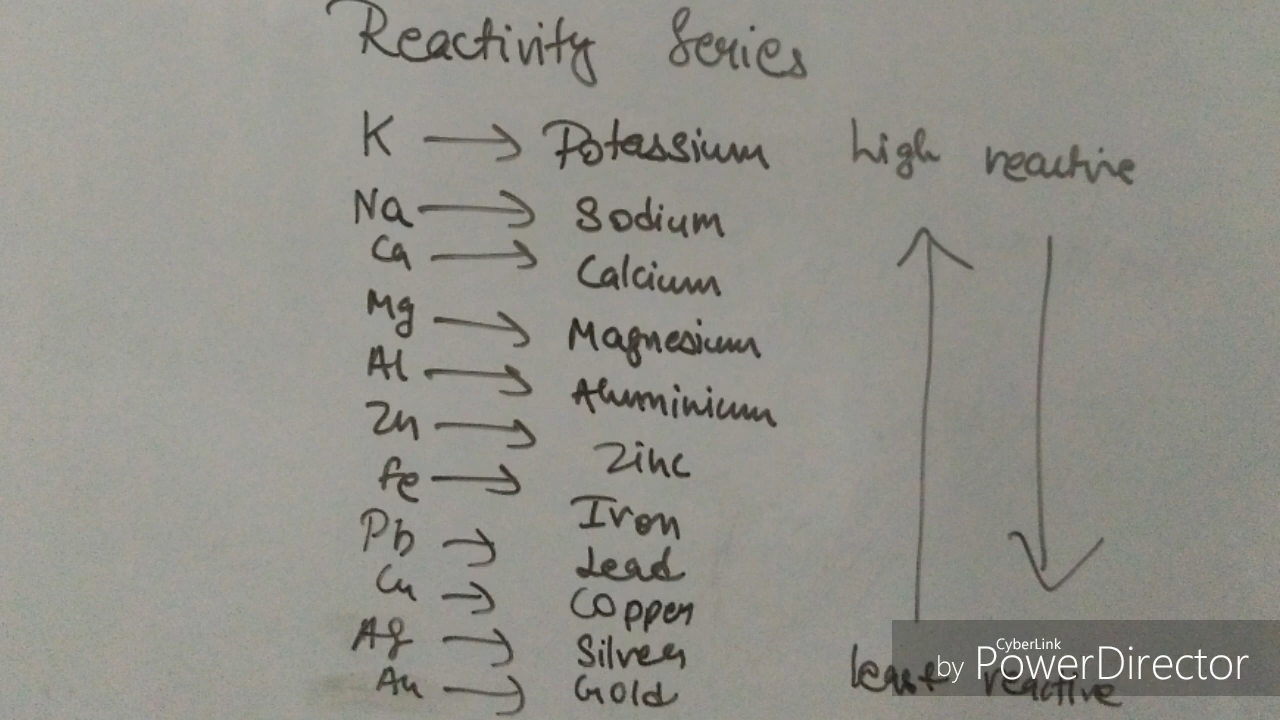 Reactivity Series
K → Potassium high reactive
Na → Sodium
Ca → Calcium
Mg → Magnesium
Al → Aluminium
Zn → Zinc
Fe → Iron
Pb → Lead
Cu → Copper
Ag → Silver
Au → Gold
least reactive
CyberLink
by PowerDirector